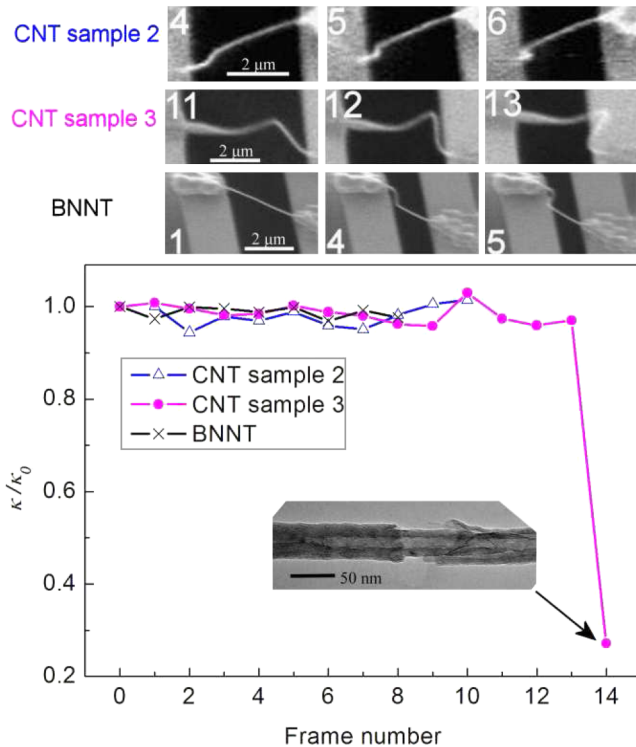 CNT sample 2
4
5
6
2 μm
CNT sample 3
11
12
13
2 μm
BNNT
1
4
5
2 μm
1.0
0.8
0.6
0.4
0.2
κ/κ0
CNT sample 2
CNT sample 3
BNNT
50 nm
0 2 4 6 8 10 12 14
Frame number